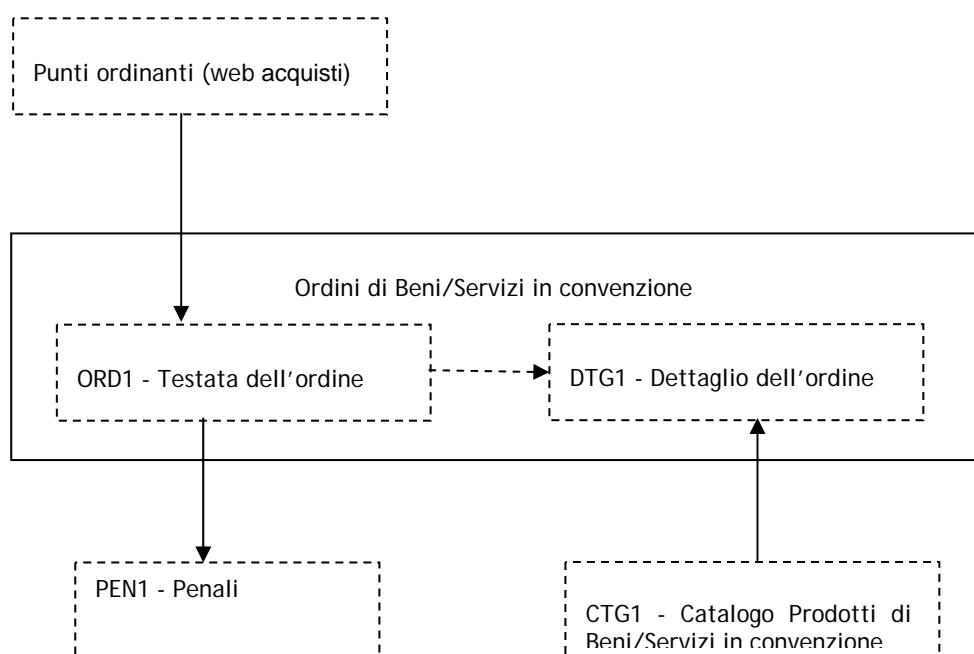 Punti ordinanti (web acquisti)
Ordini di Beni/Servizi in convenzione
ORD1 - Testata dell'ordine
DTG1 - Dettaglio dell'ordine
PEN1 - Penali
CTG1 - Catalogo Prodotti di
Beni/Servizi in convenzione